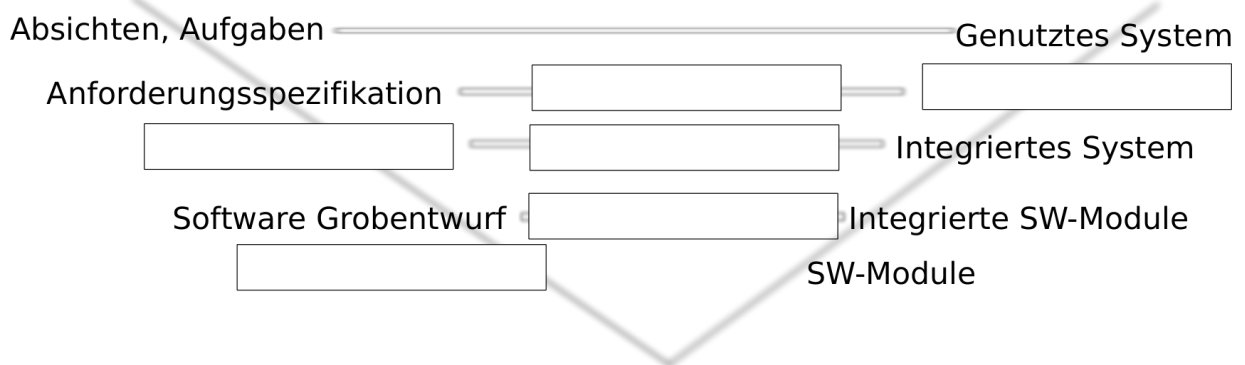 Absichten, Aufgaben
Genutztes System
Anforderungsspezifikation
Integriertes System
Software Grobentwurf
Integrierte SW-Module
SW-Module